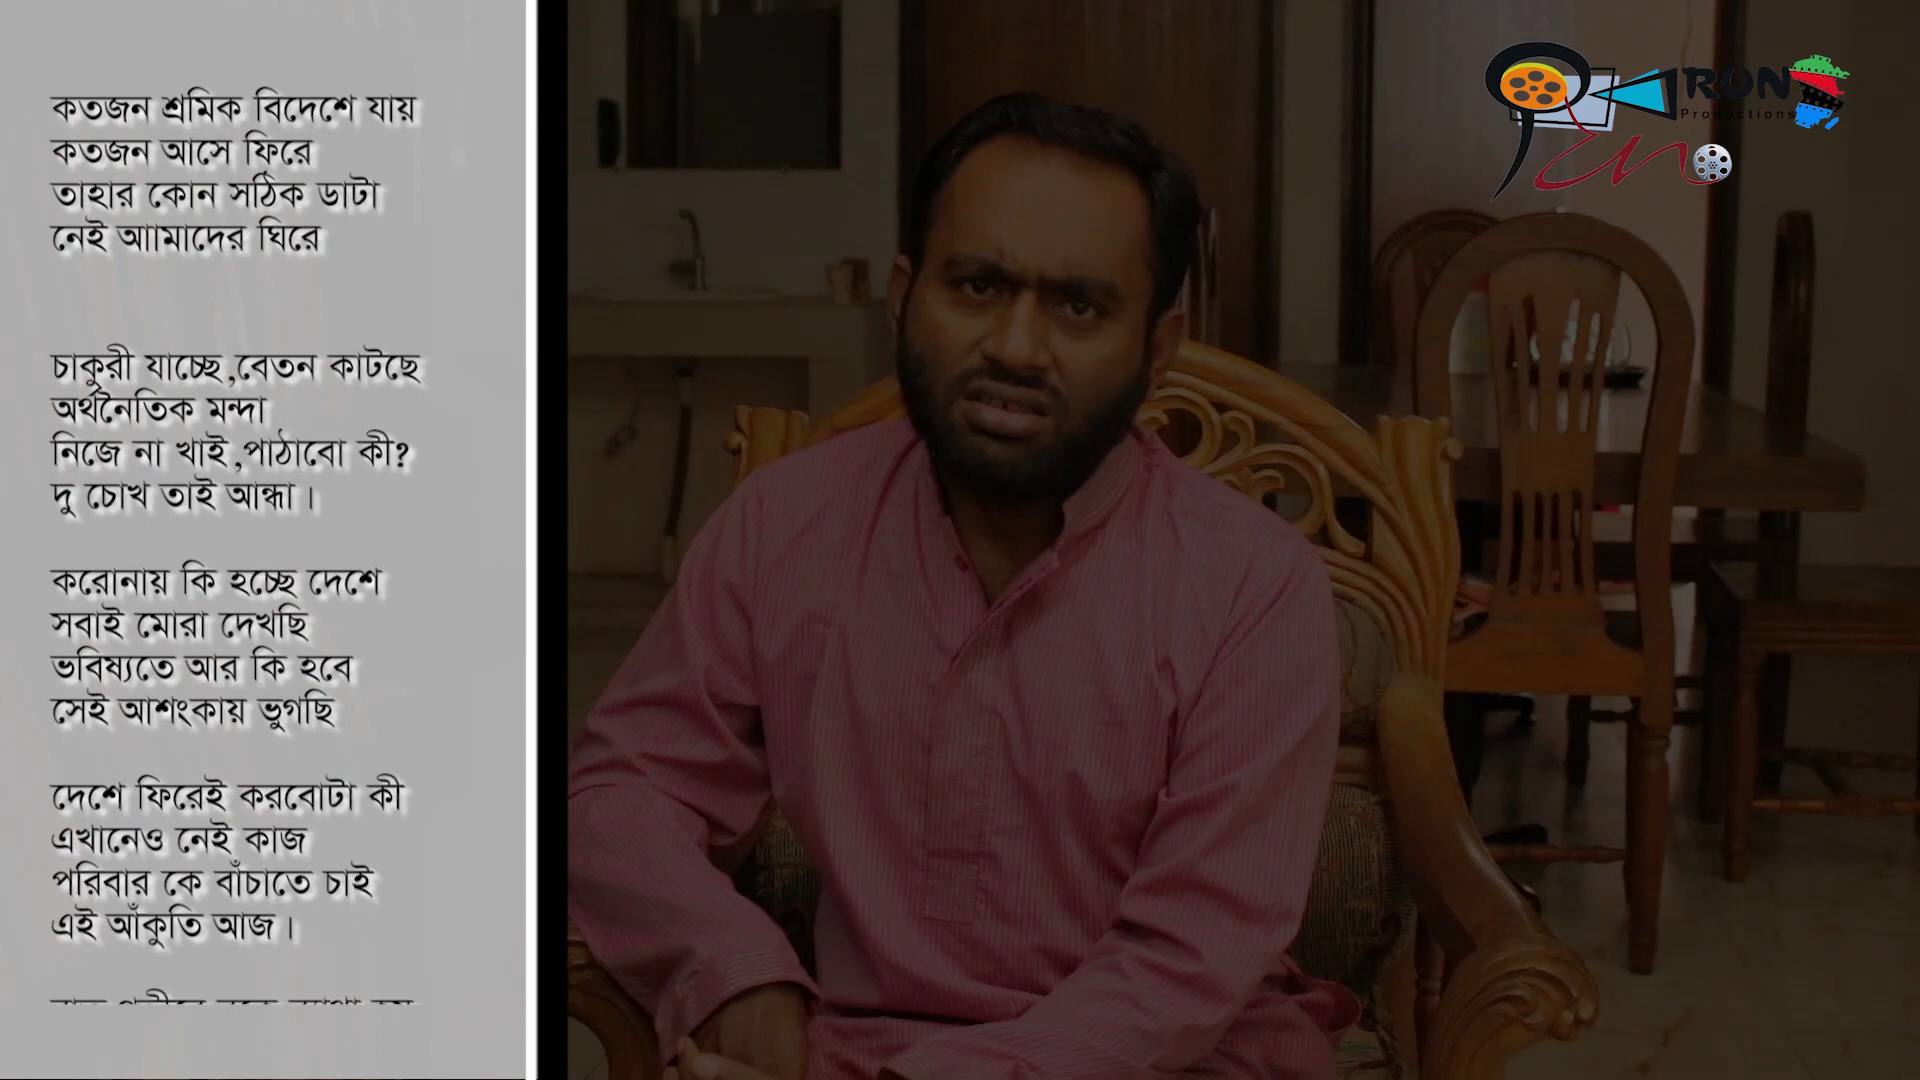 কতজন শ্রমিক বিদেশে যায়
কতজন আসে ফিরে
তাহার কোন সঠিক ডাটা
নেই আামাদের ঘিরে
চাকুরী যাচ্ছে,বেতন কাটছে
অর্থনৈতিক মন্দা
নিজে না খাই,পাঠাবো কী?
দু চোখ তাই আন্ধা।
করোনায় কি হচ্ছে দেশে
সবাই মোরা দেখছি
ভবিষ্যতে আর কি হবে
সেই আশংকায় ভুগছি
দেশে ফিরেই করবোটা কী
এখানেও নেই কাজ
পরিবার কে বাঁচাতে চাই
এই আঁকুতি আজ।
RON
Productions